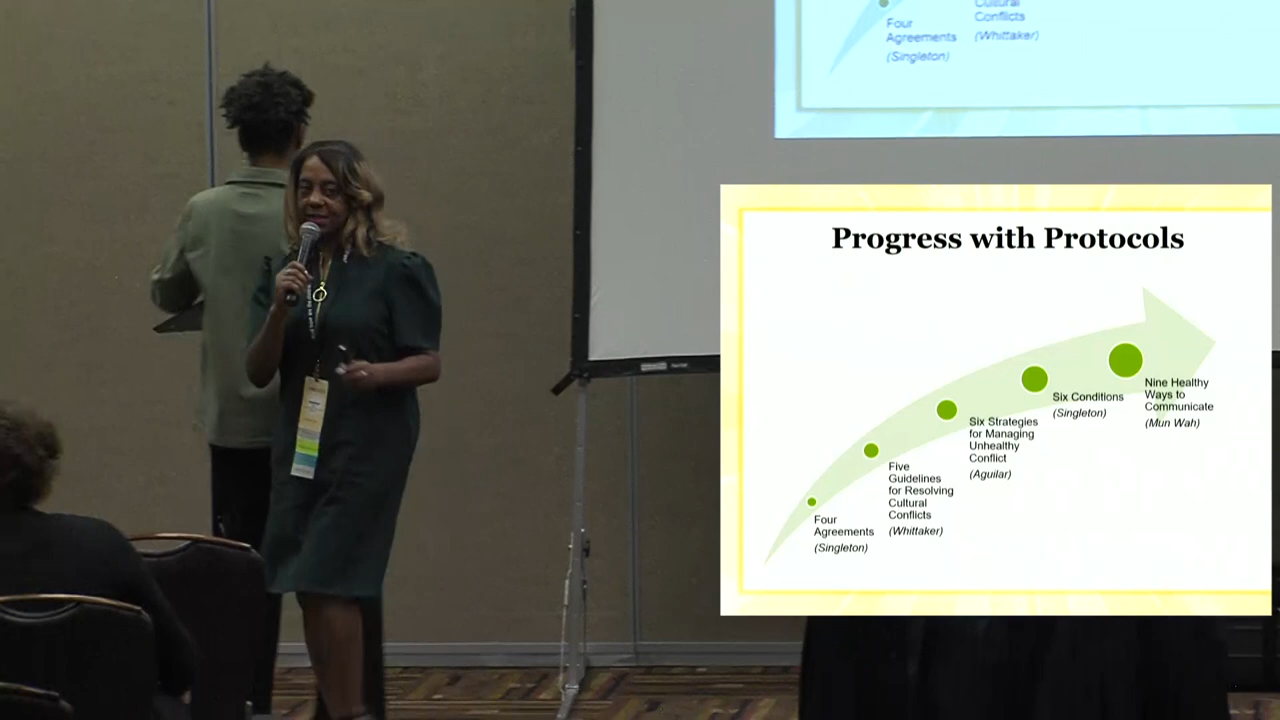 Cultural
Conflicts
(Whittaker)
Four
Agreements
(Singleton)
Progress with Protocols
Four
Agreements
(Singleton)
Five
Guidelines
for Resolving
Cultural
Conflicts
(Whittaker)
Six Strategies
for Managing
Unhealthy
Conflict
(Aguilar)
Six Conditions
(Singleton)
Nine Healthy
Ways to
Communicate
(Mun Wah)